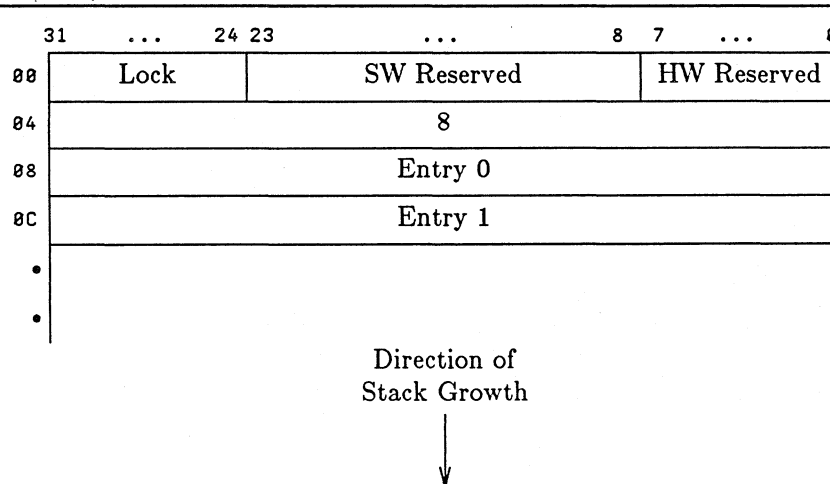 31 ... 24 23 ... 8 7 ... 0
00 Lock SW Reserved HW Reserved
04 8
08 Entry 0
0C Entry 1
•
•
Direction of
Stack Growth